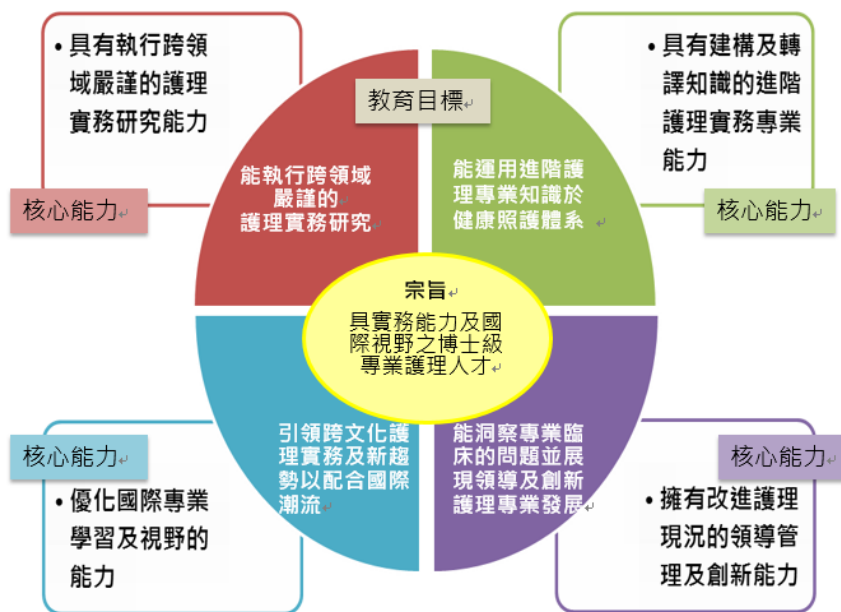 • 具有執行跨領
域嚴謹的護理
實務研究能力
核心能力
• 具有建構及轉
譯知識的進階
護理實務專業
能力
核心能力
教育目標
能執行跨領域
嚴謹的
護理實務研究
能運用進階護
理專業知識於
健康照護體系
宗旨
具實務能力及國
際視野之博士級
專業護理人才
引領跨文化護
理實務及新趨
勢以配合國際
潮流
能洞察專業臨
床的問題並展
現領導及創新
護理專業發展
核心能力
• 優化國際專業
學習及視野的
能力
核心能力
• 擁有改進護理
現況的領導管
理及創新能力